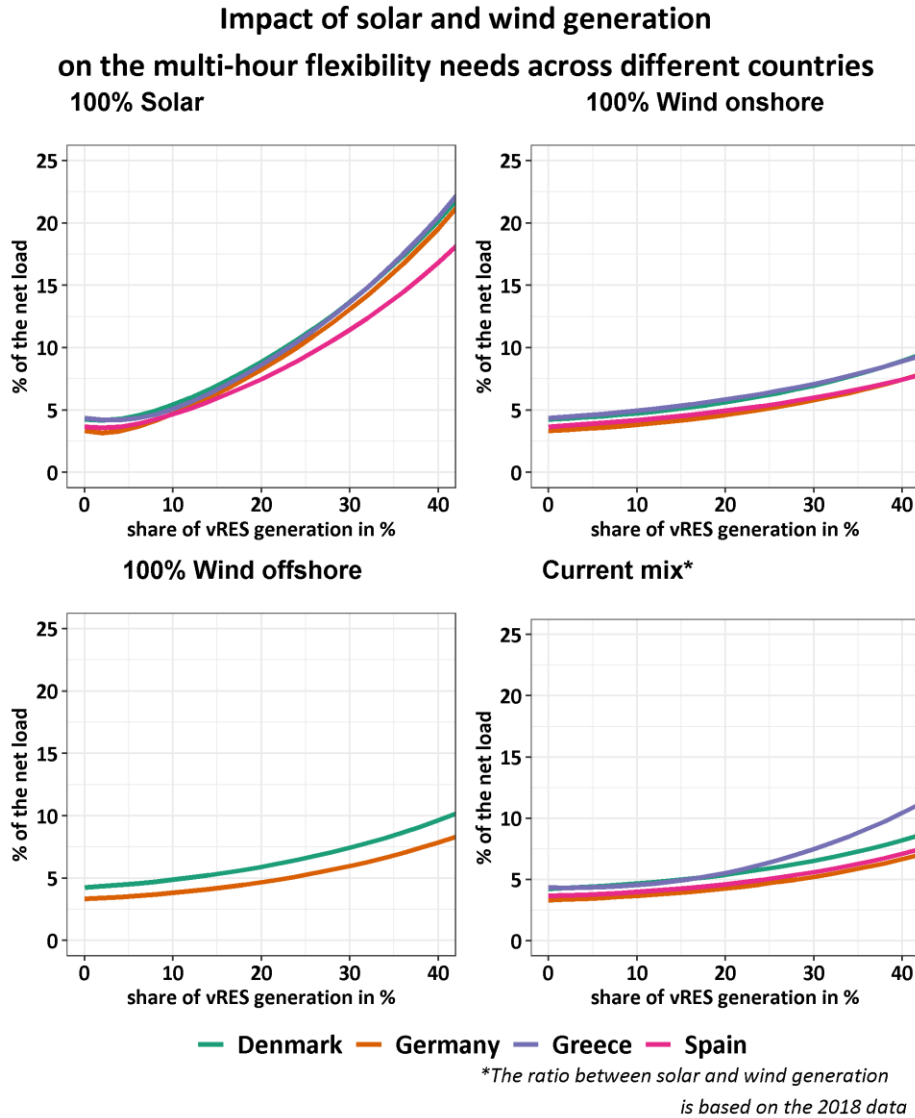 Impact of solar and wind generation
on the multi-hour flexibility needs across different countries
100% Solar
100% Wind onshore
25
20
15
10
5
0
% of the net load
0 10 20 30 40
share of vRES generation in %
25
20
15
10
5
0
% of the net load
0 10 20 30 40
share of vRES generation in %
100% Wind offshore
Current mix*
25
20
15
10
5
0
% of the net load
0 10 20 30 40
share of vRES generation in %
25
20
15
10
5
0
% of the net load
0 10 20 30 40
share of vRES generation in %
Denmark Germany Greece Spain
*The ratio between solar and wind generation
is based on the 2018 data